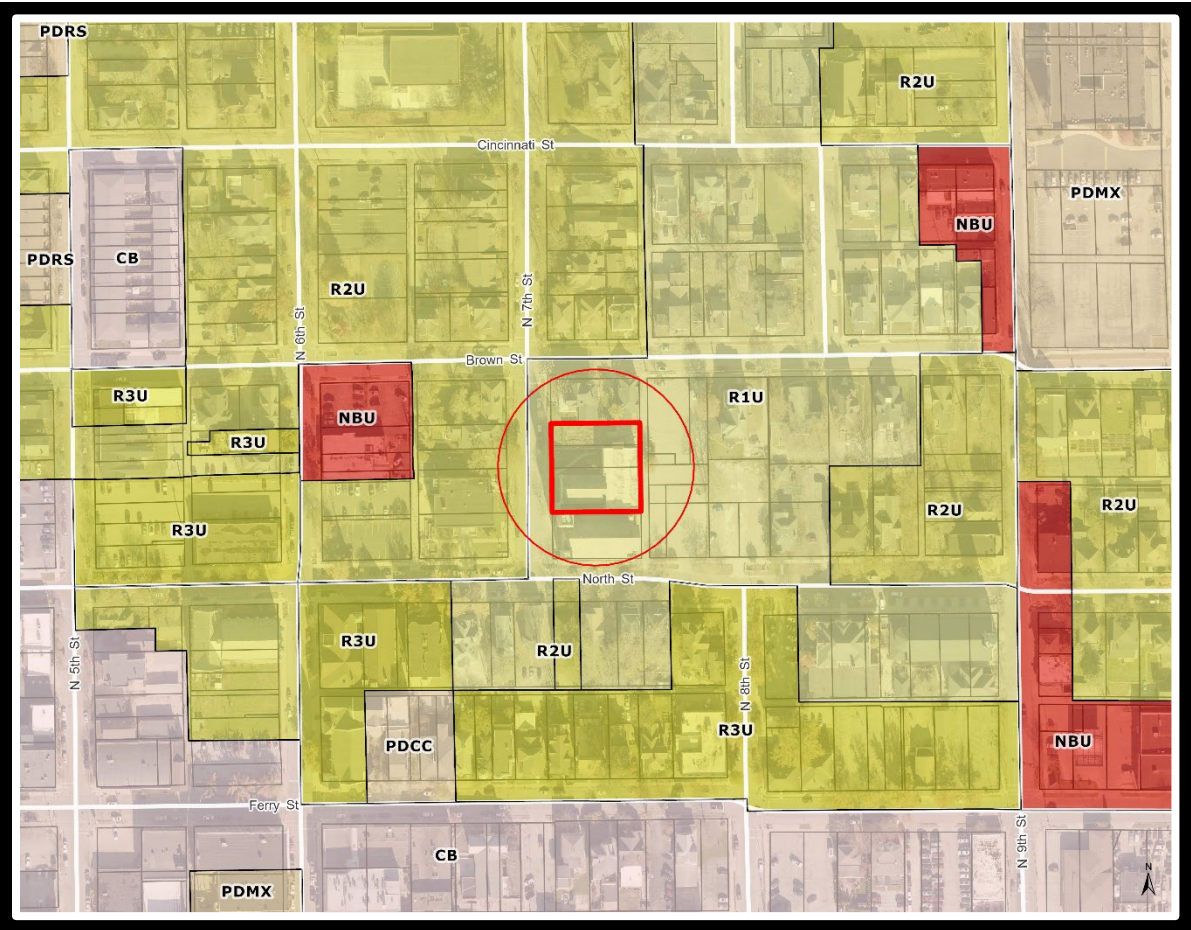 PDRS
R2U
Cincinnati St
PDMX
NBU
CB
PDRS
R2U
N 7th St
N 6th St
Brown St
R3U
R1U
NBU
R3U
R2U
R2U
R3U
North St
R3U
R2U
N 5th St
N 8th St
R3U
PDCC
NBU
Ferry St
N 9th St
CB
PDMX
N